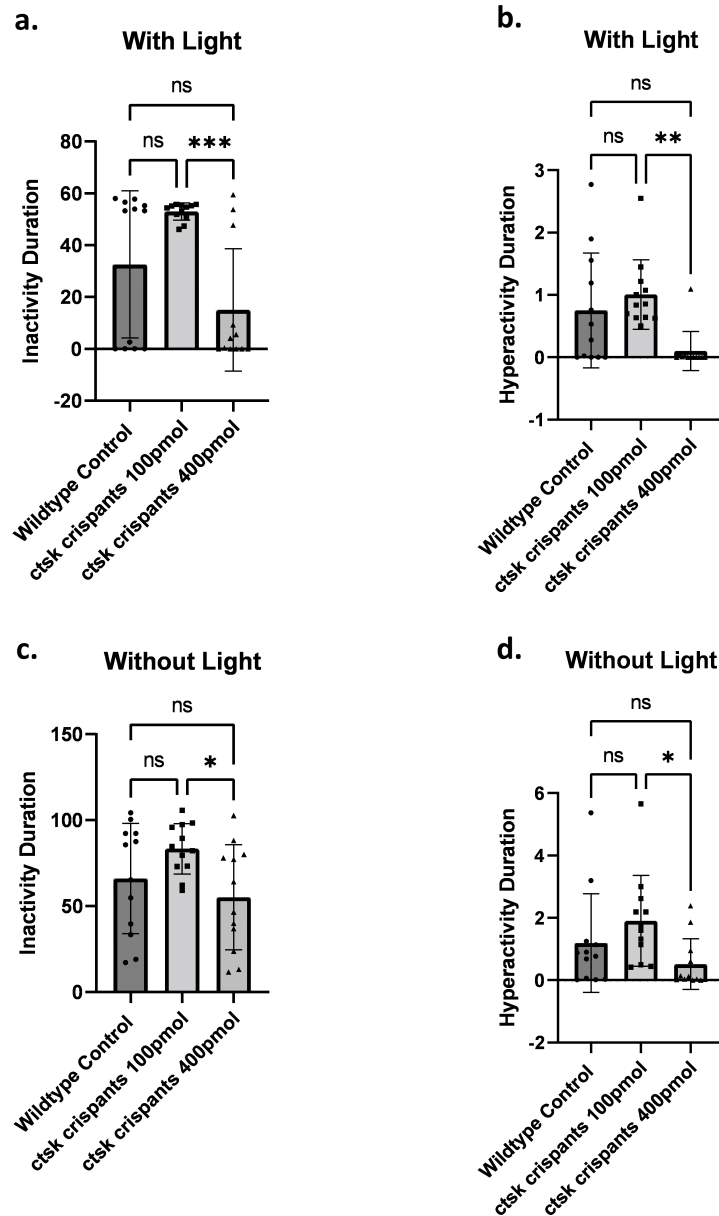 a.
With Light
ns
ns
***
80
60
40
20
0
-20
Inactivity Duration
Wildtype Control
ctsk crispants 100pmol
ctsk crispants 400pmol
b.
With Light
ns
ns
**
3
2
1
0
-1
Hyperactivity Duration
Wildtype Control
ctsk crispants 100pmol
ctsk crispants 400pmol
c.
Without Light
ns
ns
*
150
100
50
0
Inactivity Duration
Wildtype Control
ctsk crispants 100pmol
ctsk crispants 400pmol
d.
Without Light
ns
ns
*
6
4
2
0
-2
Hyperactivity Duration
Wildtype Control
ctsk crispants 100pmol
ctsk crispants 400pmol